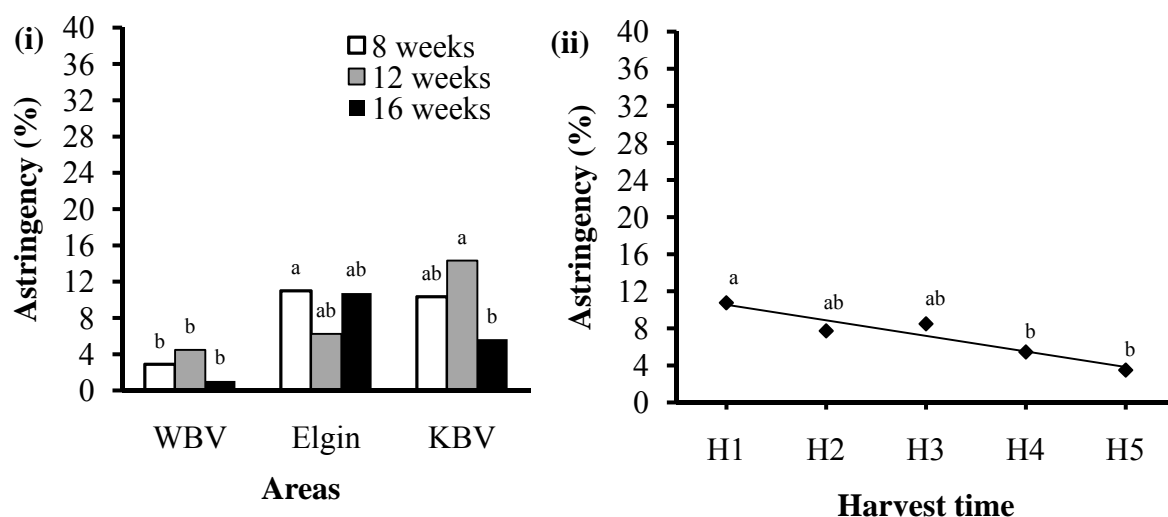 (i)
Astringency (%)
40
36
32
28
24
20
16
12
8
4
0
8 weeks
12 weeks
16 weeks
b
b
b
a
ab
ab
ab
a
b
WBV
Elgin
KBV
Areas
(ii)
Astringency (%)
40
36
32
28
24
20
16
12
8
4
0
a
ab
ab
b
b
H1
H2
H3
H4
H5
Harvest time